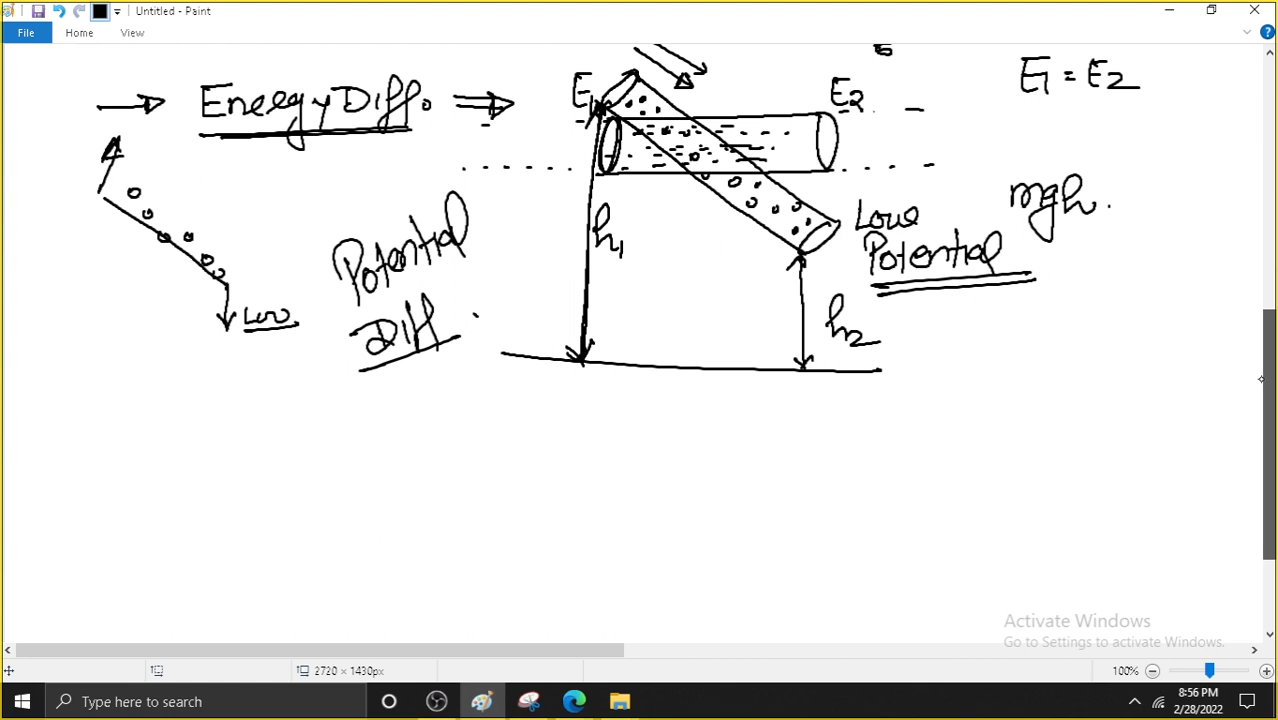 Untitled - Paint
File
Home
View
E1 = E2
Energy Diff.
E1
E2
h1
Low
Potential
mgh.
Potential
Diff
Low
h2
Activate Windows
Go to Settings to activate Windows.
2720 × 1430px
100%
Type here to search
8:56 PM
2/28/2022